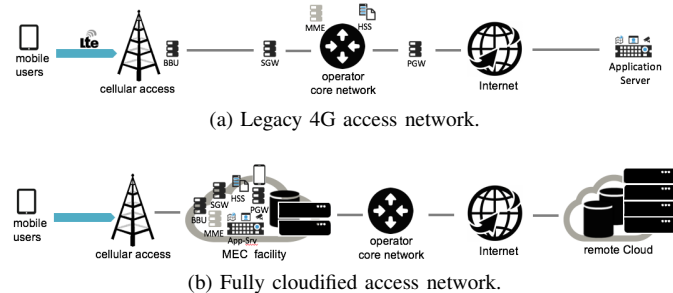 MME
HSS
lte
mobile
users
BBU
SGW
PGW
cellular access
operator
core network
Internet
Application
Server
(a) Legacy 4G access network.
SGW
HSS
PGW
BBU
MME
App-Srv
mobile
users
cellular access
MEC facility
operator
core network
Internet
remote Cloud
(b) Fully cloudified access network.